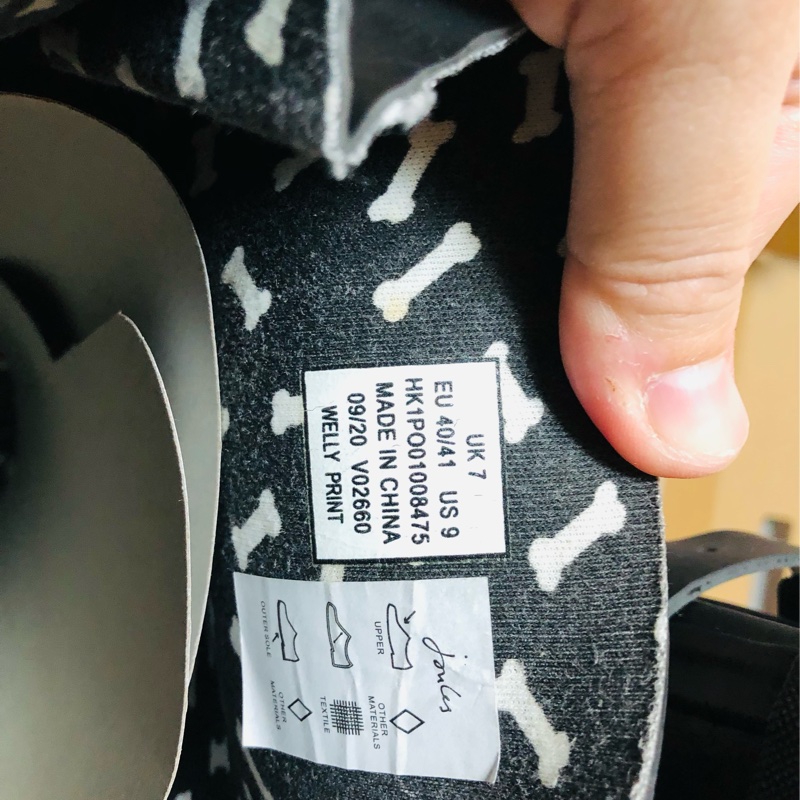 UK 7
EU 40/41 US 9
HK1PO01008475
MADE IN CHINA
09/20 V02660
WELLY PRINT
joules
UPPER
OTHER
MATERIALS
TEXTILE
OUTER SOLE
OTHER
MATERIALS